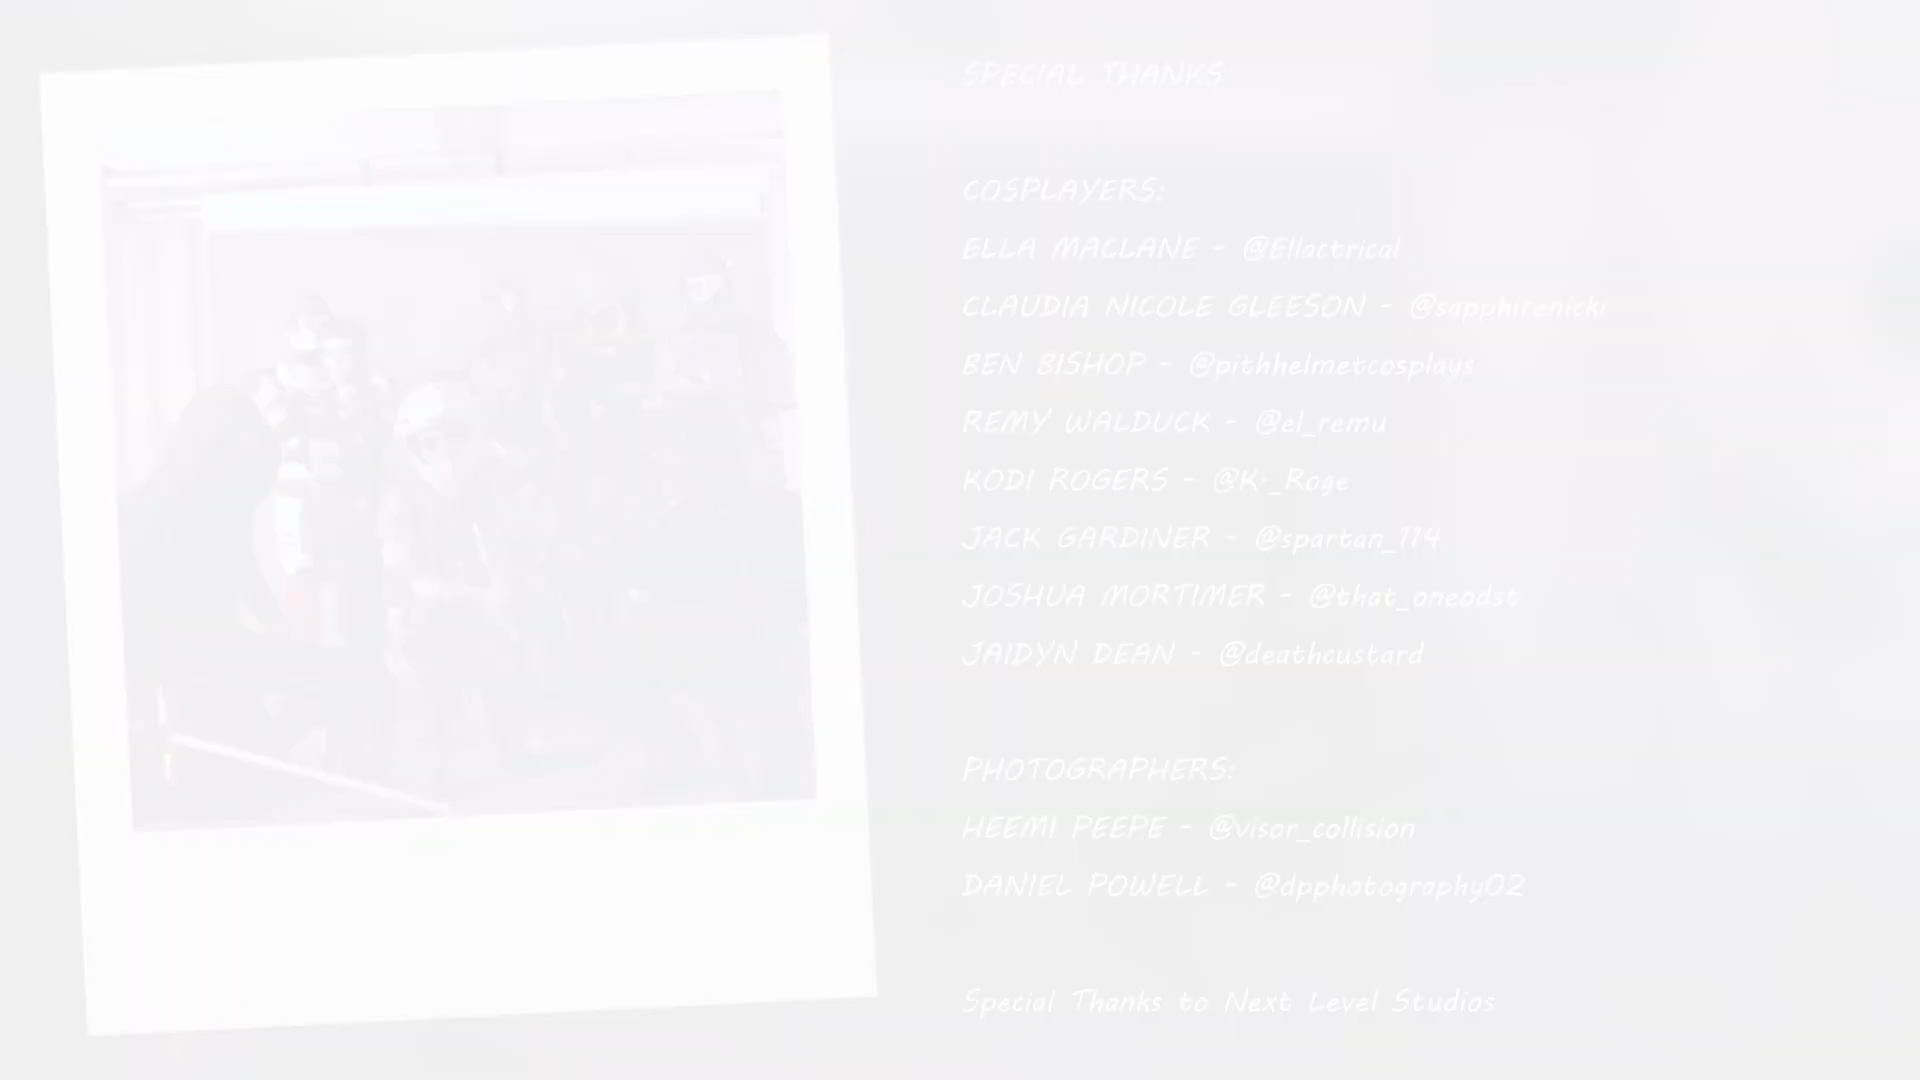 SPECIAL THANKS
COSPLAYERS:
ELLA MACLANE - @Ellactrical
CLAUDIA NICOLE GLEESON - @sapphirenicki
BEN BISHOP - @pithhelmetcosplays
REMY WALDUCK - @el_remu
KODI ROGERS - @K._Roge
JACK GARDINER - @spartan_114
JOSHUA MORTIMER - @that_oneodst
JAIDYN DEAN - @deathcustard
PHOTOGRAPHERS:
HEEMI PEEPE - @visor_collision
DANIEL POWELL - @dpphotography02
Special Thanks to Next Level Studios